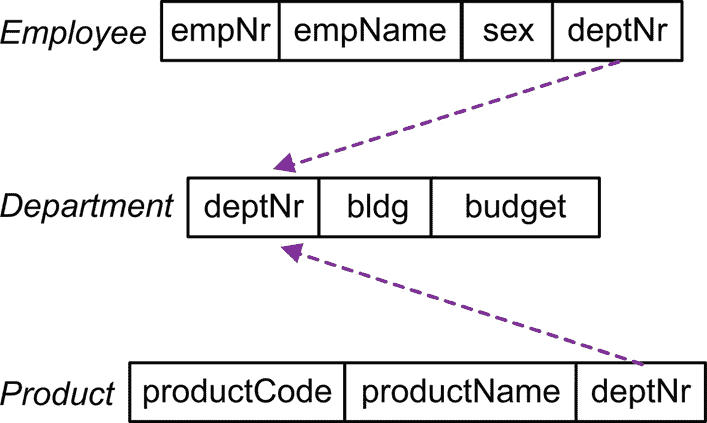 Employee empNr empName sex deptNr
Department deptNr bldg budget
Product productCode productName deptNr